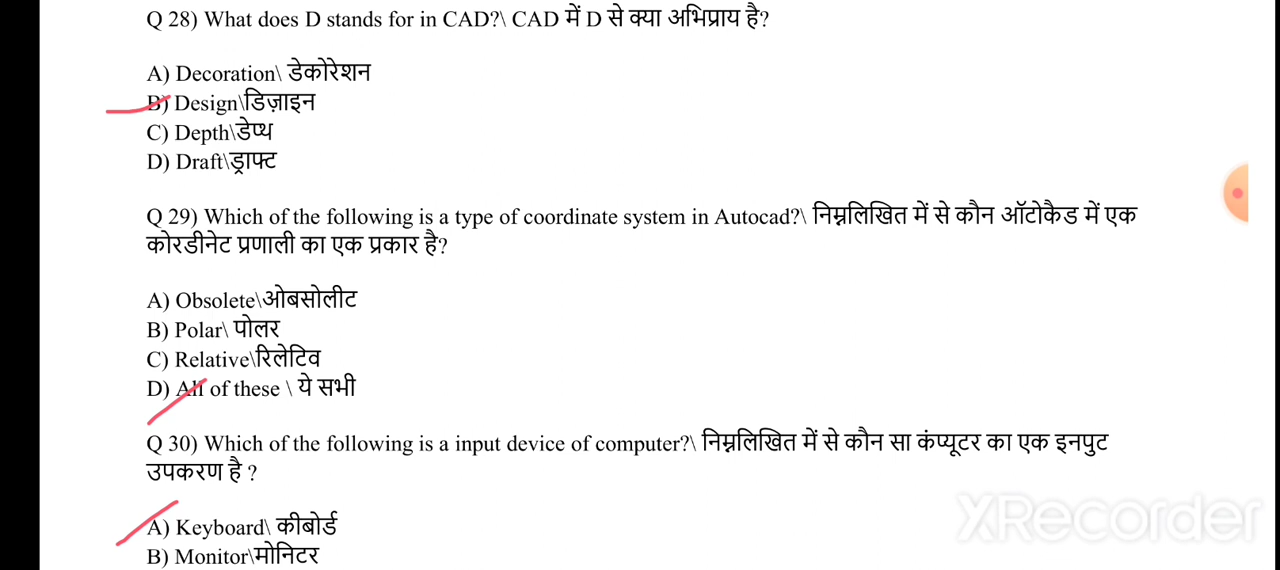 Q 28) What does D stands for in CAD?\ CAD में D से क्या अभिप्राय है?
A) Decoration\ डेकोरेशन
B) Design\डिज़ाइन
C) Depth\डेप्थ
D) Draft\ड्राफ्ट
Q 29) Which of the following is a type of coordinate system in Autocad?\ निम्नलिखित में से कौन ऑटोकैड में एक
कोरडीनेट प्रणाली का एक प्रकार है?
A) Obsolete\ओबसोलीट
B) Polar\ पोलर
C) Relative\रिलेटिव
D) All of these \ ये सभी
Q 30) Which of the following is a input device of computer?\ निम्नलिखित में से कौन सा कंप्यूटर का एक इनपुट
उपकरण है ?
A) Keyboard\ कीबोर्ड
B) Monitor\मोनिटर
XRecorder